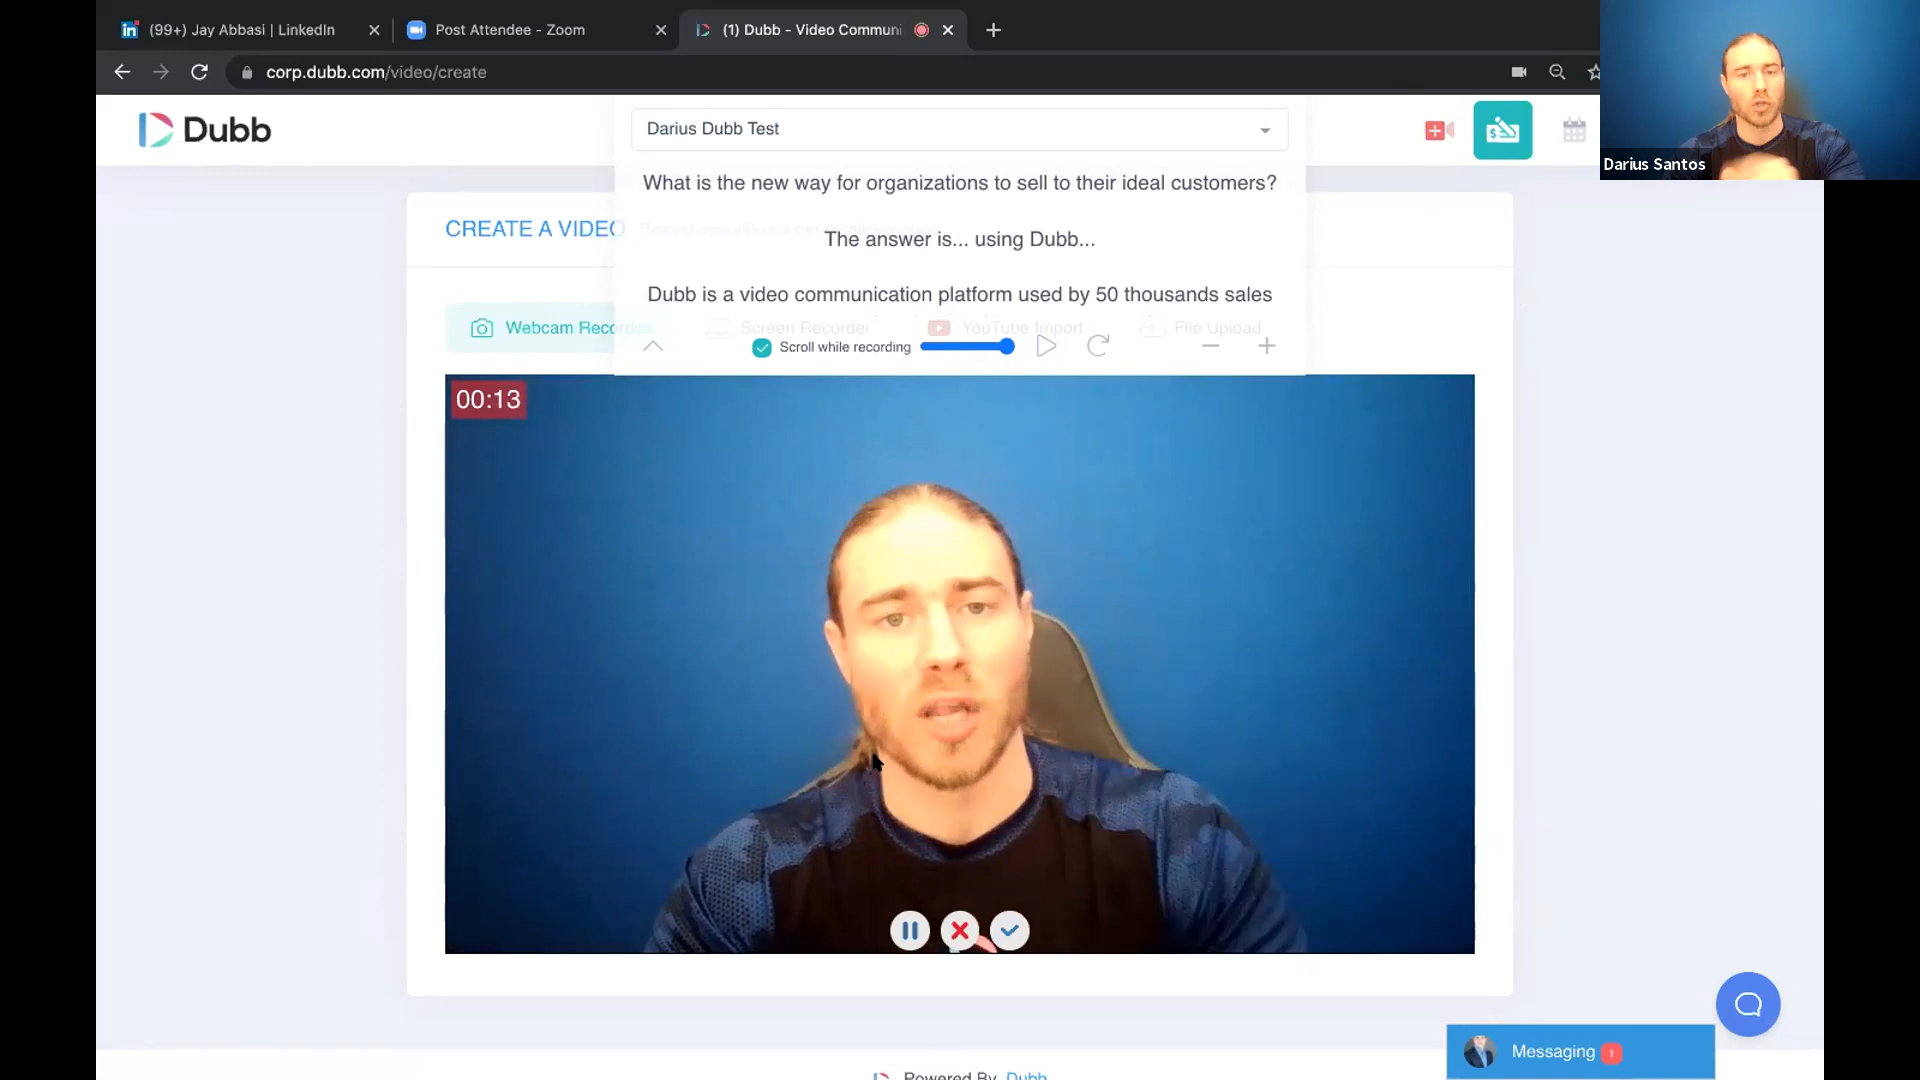 (99+) Jay Abbasi | LinkedIn
Post Attendee - Zoom
(1) Dubb - Video Commun
corp.dubb.com/video/create
Darius Santos
Dubb
Darius Dubb Test
What is the new way for organizations to sell to their ideal customers?
CREATE A VIDEO
The answer is... using Dubb...
Dubb is a video communication platform used by 50 thousands sales
Webcam Recorder
Screen Recorder
YouTube Import
File Upload
Scroll while recording
00:13
Messaging 1
Powered By Dubb